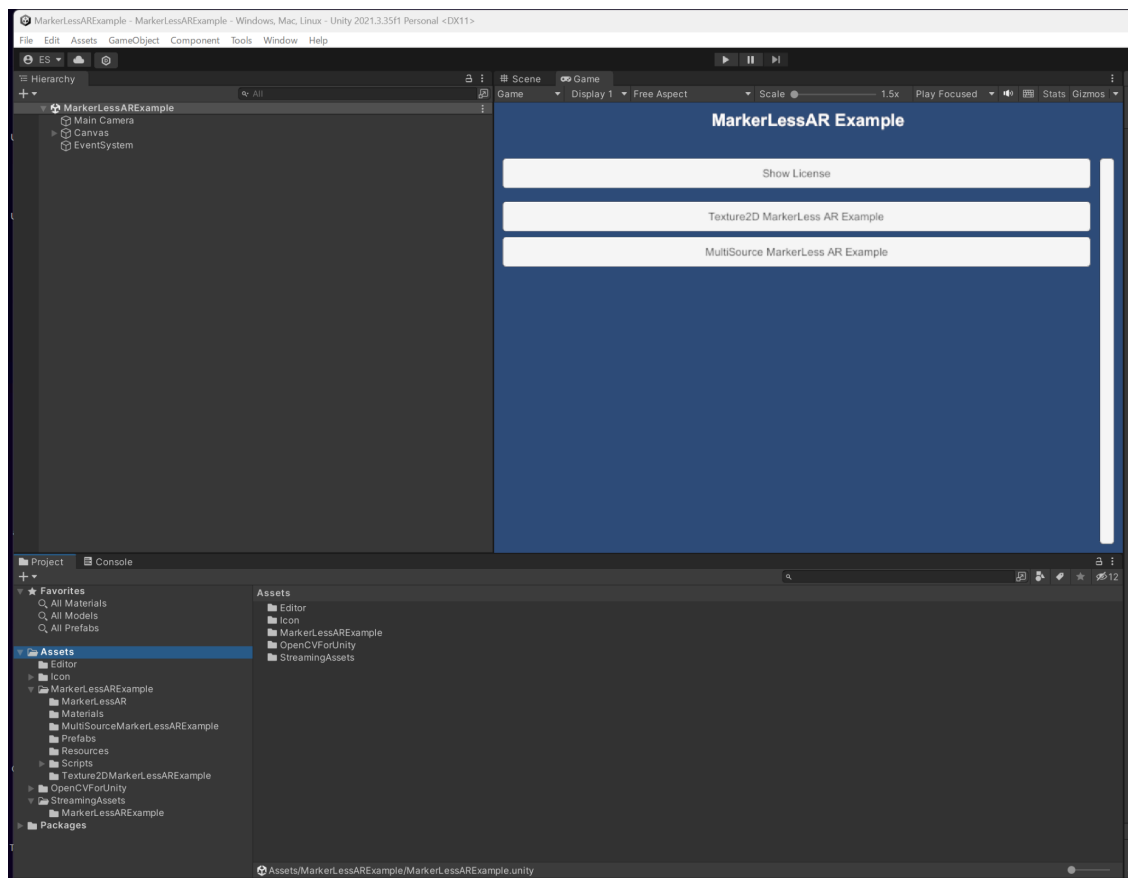 MarkerLessARExample - MarkerLessARExample - Windows, Mac, Linux - Unity 2021.3.35f1 Personal <DX11>
File Edit Assets GameObject Component Tools Window Help
ES
Hierarchy
All
MarkerLessARExample
Main Camera
Canvas
EventSystem
Scene Game
Game Display 1 Free Aspect Scale 1.5x Play Focused Stats Gizmos
MarkerLessAR Example
Show License
Texture2D MarkerLess AR Example
MultiSource MarkerLess AR Example
Project Console
12
Favorites
All Materials
All Models
All Prefabs
Assets
Editor
Icon
MarkerLessARExample
MarkerLessAR
Materials
MultiSourceMarkerLessARExample
Prefabs
Resources
Scripts
Texture2DMarkerLessARExample
OpenCVForUnity
StreamingAssets
MarkerLessARExample
Packages
Assets
Editor
Icon
MarkerLessARExample
OpenCVForUnity
StreamingAssets
Assets/MarkerLessARExample/MarkerLessARExample.unity